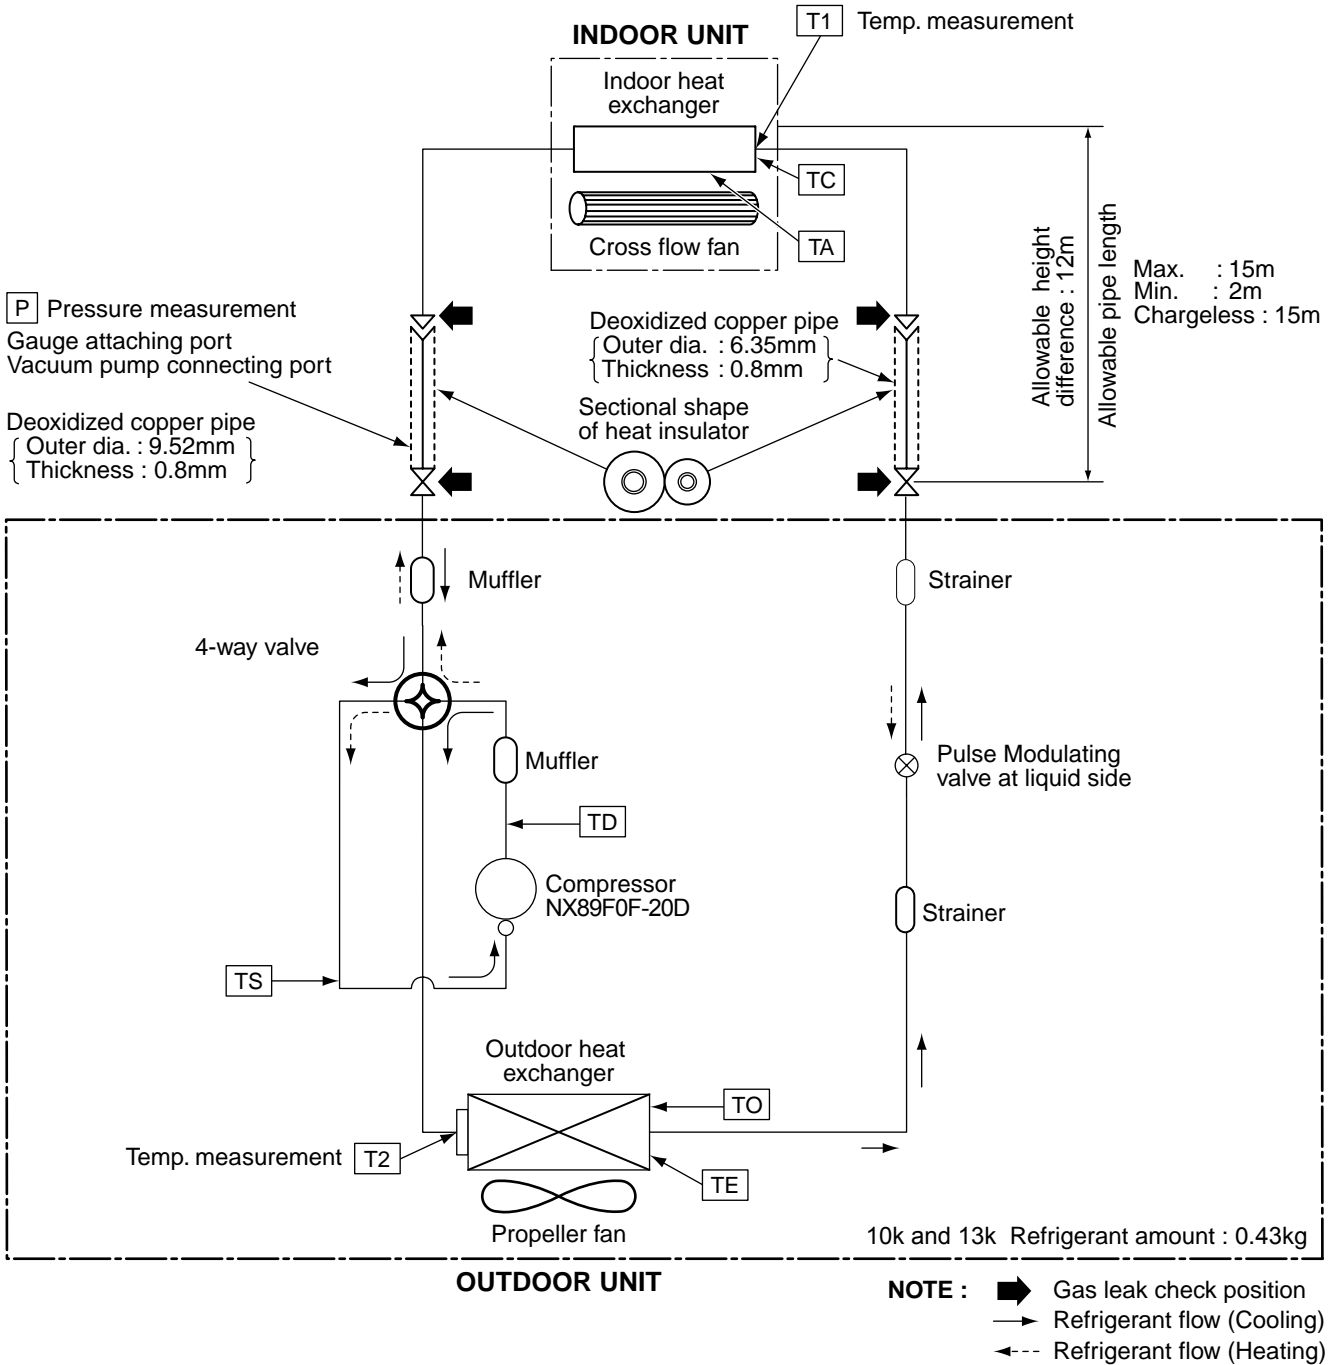 T1 Temp. measurement
INDOOR UNIT
Indoor heat
exchanger
TC
Cross flow fan
TA
Allowable height
difference : 12m
Allowable pipe length
Max. : 15m
Min. : 2m
Chargeless : 15m
P Pressure measurement
Gauge attaching port
Vacuum pump connecting port
Deoxidized copper pipe
Outer dia. : 9.52mm
Thickness : 0.8mm
Deoxidized copper pipe
Outer dia. : 6.35mm
Thickness : 0.8mm
Sectional shape
of heat insulator
Muffler
Strainer
4-way valve
Muffler
Pulse Modulating
valve at liquid side
TD
Compressor
NX89F0F-20D
Strainer
TS
Outdoor heat
exchanger
TO
Temp. measurement T2
TE
Propeller fan
10k and 13k Refrigerant amount : 0.43kg
OUTDOOR UNIT
NOTE : Gas leak check position
Refrigerant flow (Cooling)
Refrigerant flow (Heating)